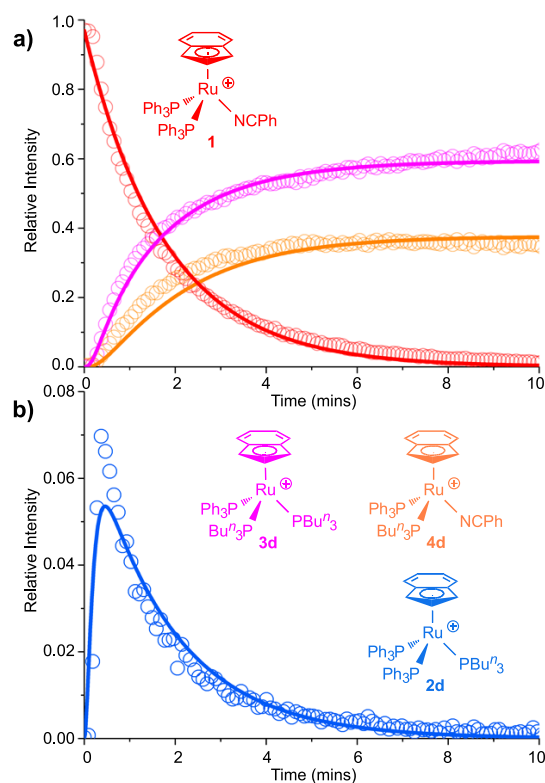 a)
Relative Intensity
1.0
0.8
0.6
0.4
0.2
0.0
Ru
⊕
Ph3P
Ph3P
NCPh
1
0 2 4 6 8 10
Time (mins)
b)
Relative Intensity
0.08
0.06
0.04
0.02
0.00
Ru
⊕
Ph3P
Buⁿ3P
PBuⁿ3
3d
Ru
⊕
Ph3P
Buⁿ3P
NCPh
4d
Ru
⊕
Ph3P
Ph3P
PBuⁿ3
2d
0 2 4 6 8 10
Time (mins)